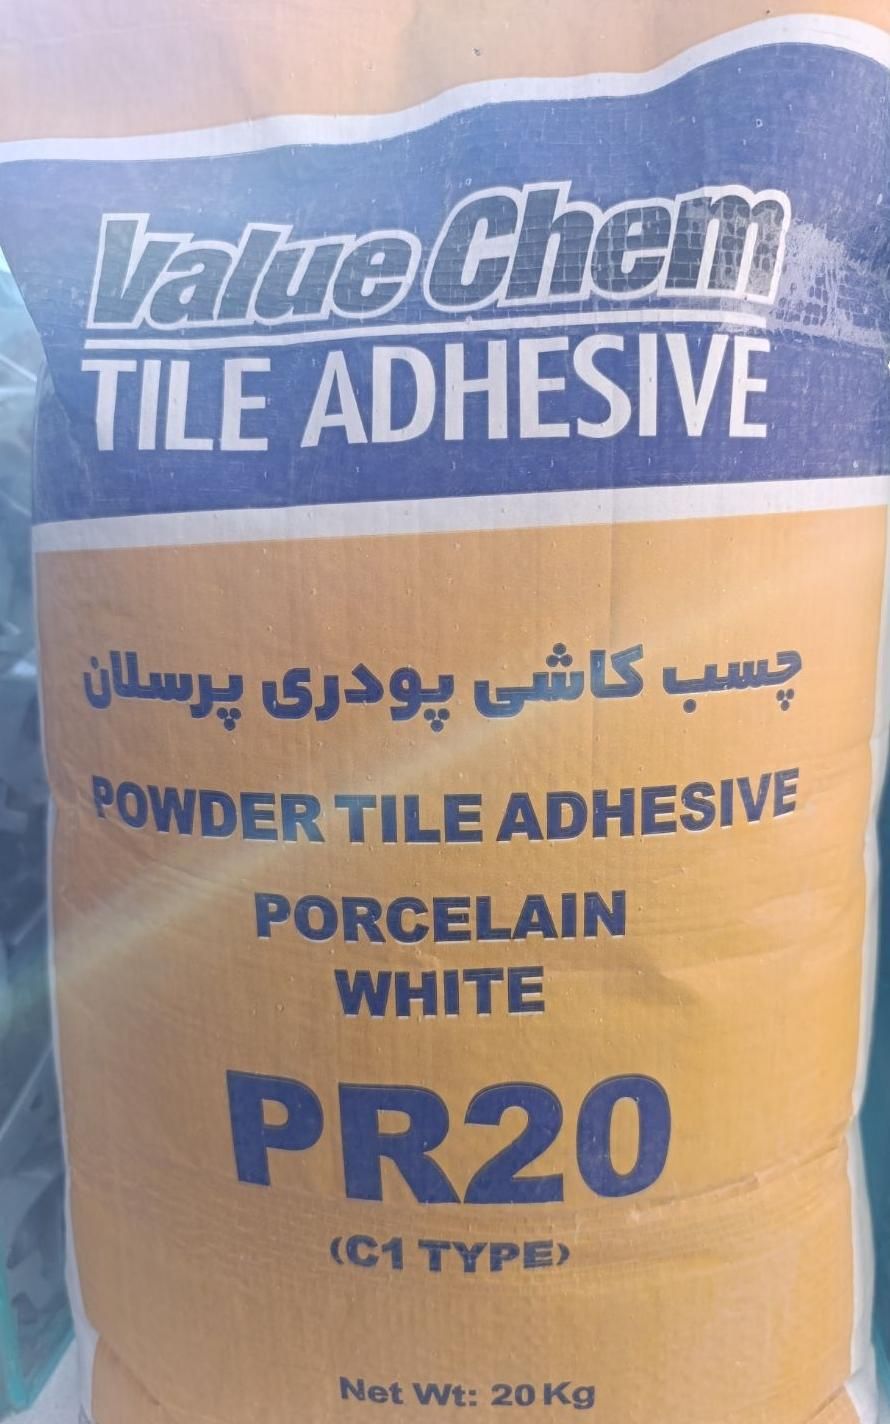 Value Chem
TILE ADHESIVE
چسب کاشی پودری پرسلان
POWDER TILE ADHESIVE
PORCELAIN
WHITE
PR20
(C1 TYPE)
Net Wt: 20 Kg